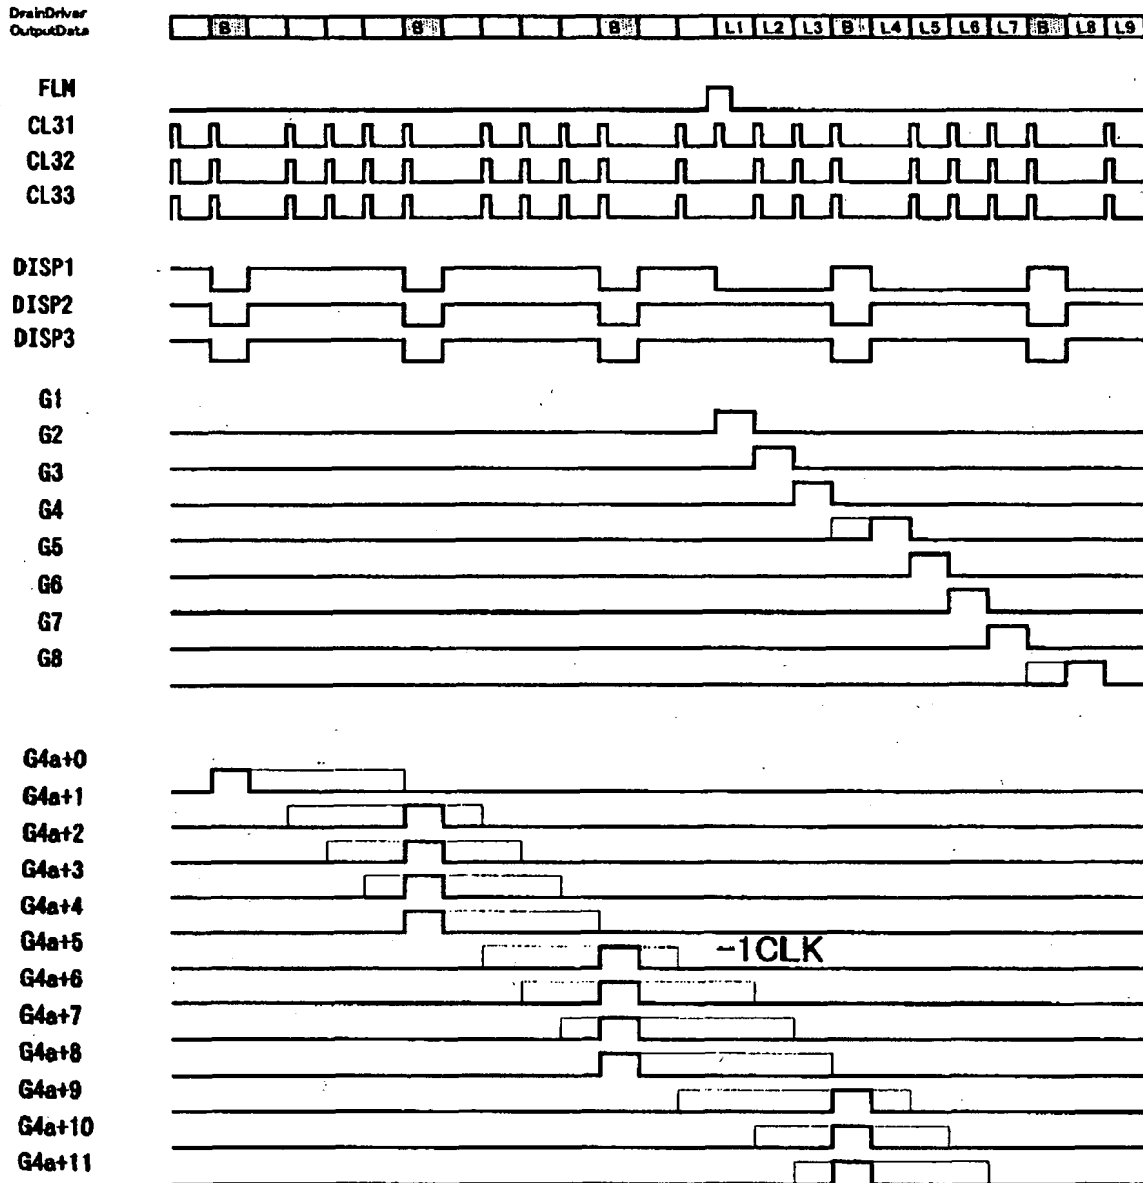 DrainDriver
OutputData
B B B L1 L2 L3 B L4 L5 L6 L7 B L8 L9
FLM
CL31
CL32
CL33
DISP1
DISP2
DISP3
G1
G2
G3
G4
G5
G6
G7
G8
G4a+0
G4a+1
G4a+2
G4a+3
G4a+4
G4a+5
-1CLK
G4a+6
G4a+7
G4a+8
G4a+9
G4a+10
G4a+11